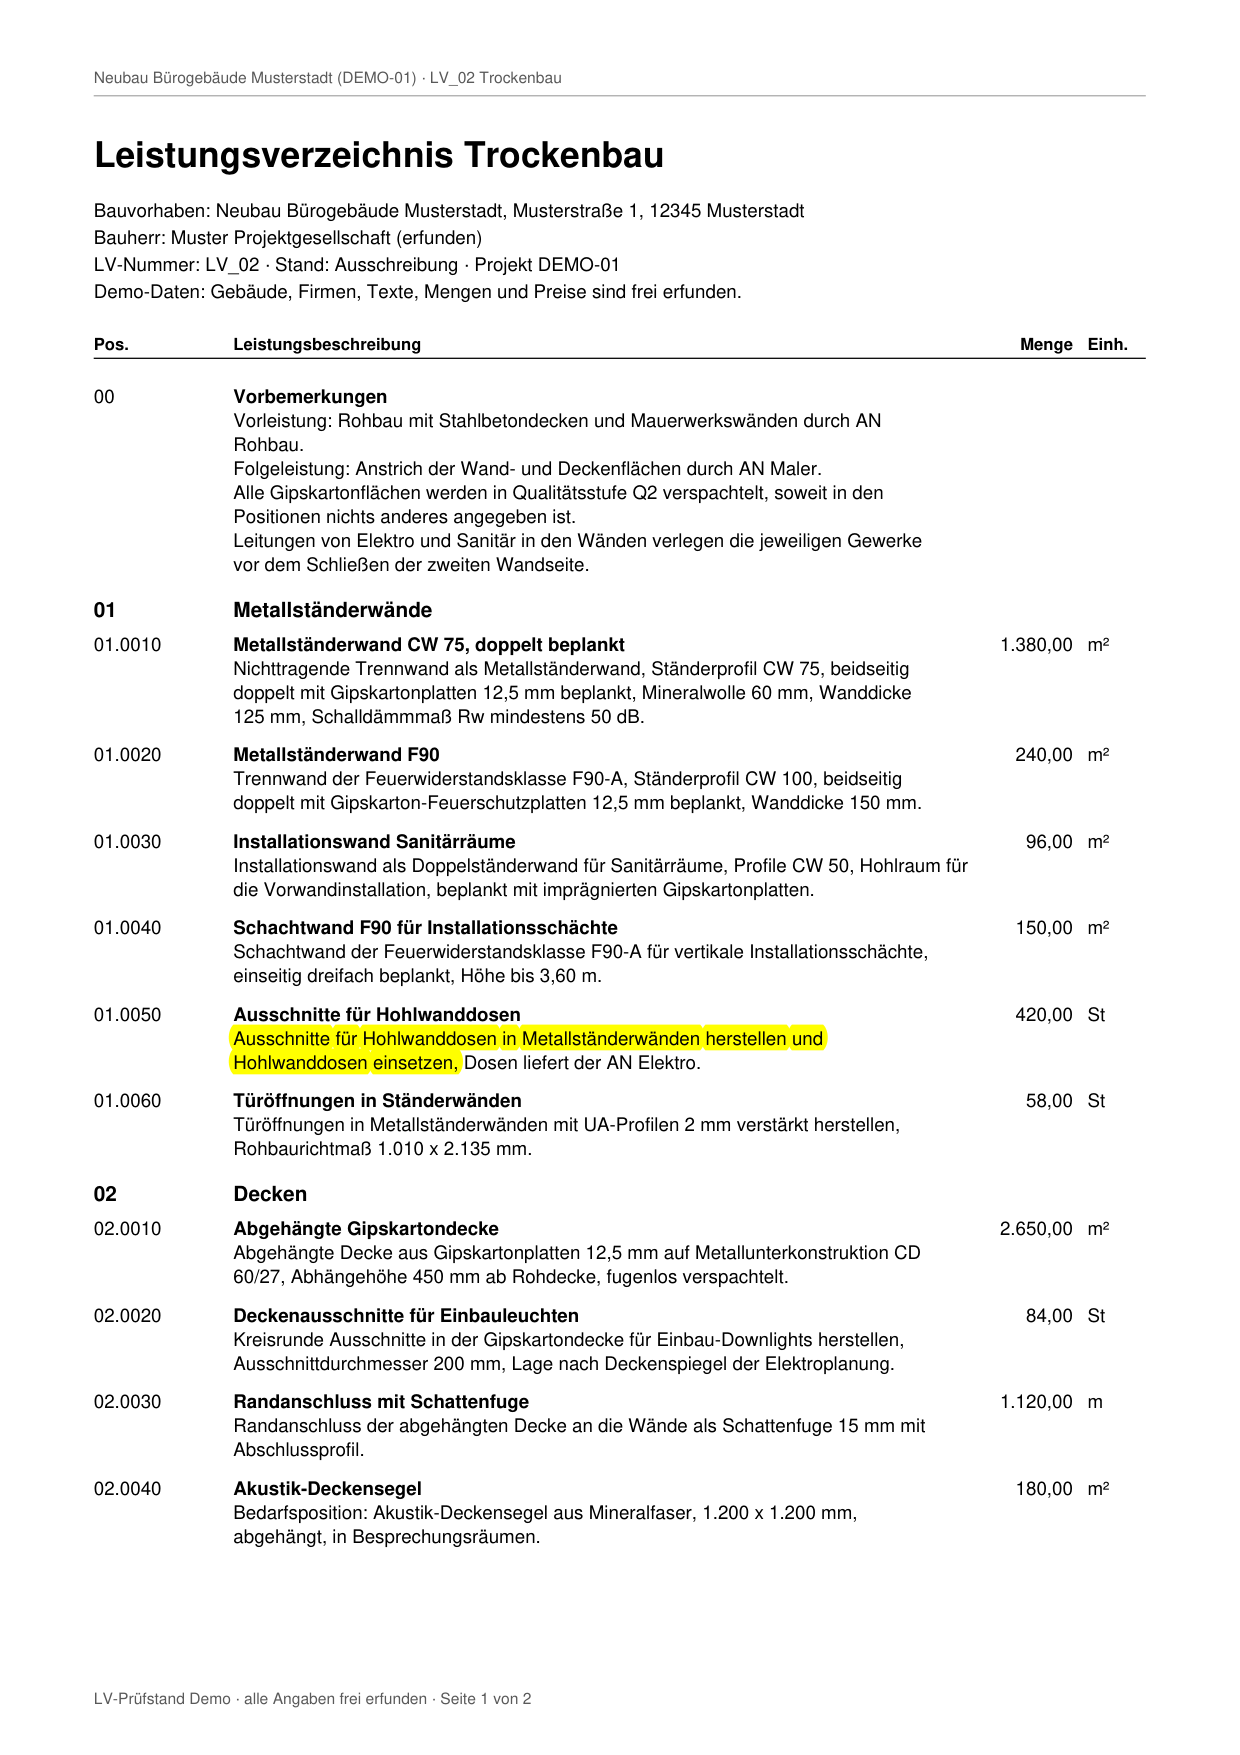 Neubau Bürogebäude Musterstadt (DEMO-01) · LV_02 Trockenbau
Leistungsverzeichnis Trockenbau
Bauvorhaben: Neubau Bürogebäude Musterstadt, Musterstraße 1, 12345 Musterstadt
Bauherr: Muster Projektgesellschaft (erfunden)
LV-Nummer: LV_02 · Stand: Ausschreibung · Projekt DEMO-01
Demo-Daten: Gebäude, Firmen, Texte, Mengen und Preise sind frei erfunden.
Pos. Leistungsbeschreibung Menge Einh.
00 Vorbemerkungen
Vorleistung: Rohbau mit Stahlbetondecken und Mauerwerkswänden durch AN
Rohbau.
Folgeleistung: Anstrich der Wand- und Deckenflächen durch AN Maler.
Alle Gipskartonflächen werden in Qualitätsstufe Q2 verspachtelt, soweit in den
Positionen nichts anderes angegeben ist.
Leitungen von Elektro und Sanitär in den Wänden verlegen die jeweiligen Gewerke
vor dem Schließen der zweiten Wandseite.
01 Metallständerwände
01.0010 Metallständerwand CW 75, doppelt beplankt 1.380,00 m²
Nichttragende Trennwand als Metallständerwand, Ständerprofil CW 75, beidseitig
doppelt mit Gipskartonplatten 12,5 mm beplankt, Mineralwolle 60 mm, Wanddicke
125 mm, Schalldämmmaß Rw mindestens 50 dB.
01.0020 Metallständerwand F90 240,00 m²
Trennwand der Feuerwiderstandsklasse F90-A, Ständerprofil CW 100, beidseitig
doppelt mit Gipskarton-Feuerschutzplatten 12,5 mm beplankt, Wanddicke 150 mm.
01.0030 Installationswand Sanitärräume 96,00 m²
Installationswand als Doppelständerwand für Sanitärräume, Profile CW 50, Hohlraum für
die Vorwandinstallation, beplankt mit imprägnierten Gipskartonplatten.
01.0040 Schachtwand F90 für Installationsschächte 150,00 m²
Schachtwand der Feuerwiderstandsklasse F90-A für vertikale Installationsschächte,
einseitig dreifach beplankt, Höhe bis 3,60 m.
01.0050 Ausschnitte für Hohlwanddosen 420,00 St
Ausschnitte für Hohlwanddosen in Metallständerwänden herstellen und
Hohlwanddosen einsetzen, Dosen liefert der AN Elektro.
01.0060 Türöffnungen in Ständerwänden 58,00 St
Türöffnungen in Metallständerwänden mit UA-Profilen 2 mm verstärkt herstellen,
Rohbaurichtmaß 1.010 x 2.135 mm.
02 Decken
02.0010 Abgehängte Gipskartondecke 2.650,00 m²
Abgehängte Decke aus Gipskartonplatten 12,5 mm auf Metallunterkonstruktion CD
60/27, Abhängehöhe 450 mm ab Rohdecke, fugenlos verspachtelt.
02.0020 Deckenausschnitte für Einbauleuchten 84,00 St
Kreisrunde Ausschnitte in der Gipskartondecke für Einbau-Downlights herstellen,
Ausschnittdurchmesser 200 mm, Lage nach Deckenspiegel der Elektroplanung.
02.0030 Randanschluss mit Schattenfuge 1.120,00 m
Randanschluss der abgehängten Decke an die Wände als Schattenfuge 15 mm mit
Abschlussprofil.
02.0040 Akustik-Deckensegel 180,00 m²
Bedarfsposition: Akustik-Deckensegel aus Mineralfaser, 1.200 x 1.200 mm,
abgehängt, in Besprechungsräumen.
LV-Prüfstand Demo · alle Angaben frei erfunden · Seite 1 von 2